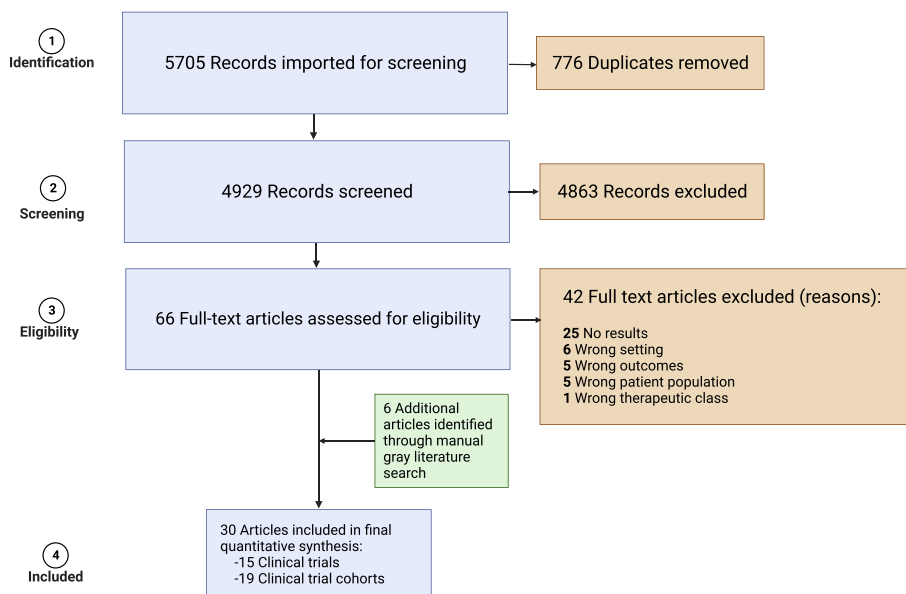 1
Identification
5705 Records imported for screening
776 Duplicates removed
2
Screening
4929 Records screened
4863 Records excluded
3
Eligibility
66 Full-text articles assessed for eligibility
42 Full text articles excluded (reasons):
25 No results
6 Wrong setting
5 Wrong outcomes
5 Wrong patient population
1 Wrong therapeutic class
6 Additional
articles identified
through manual
gray literature
search
4
Included
30 Articles included in final
quantitative synthesis:
-15 Clinical trials
-19 Clinical trial cohorts